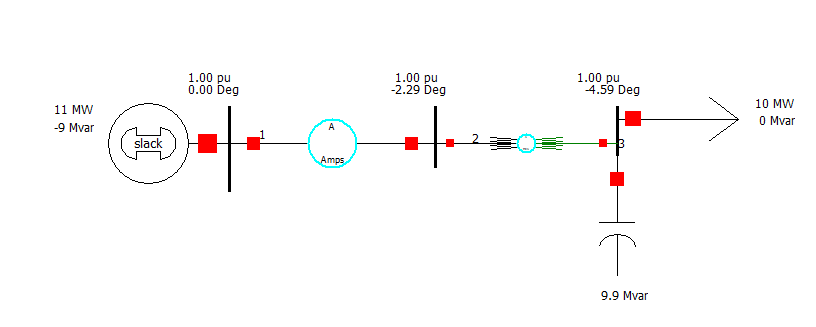 1.00 pu
0.00 Deg
1.00 pu
-2.29 Deg
1.00 pu
-4.59 Deg
11 MW
-9 Mvar
slack
1
A
Amps
2
3
10 MW
0 Mvar
9.9 Mvar